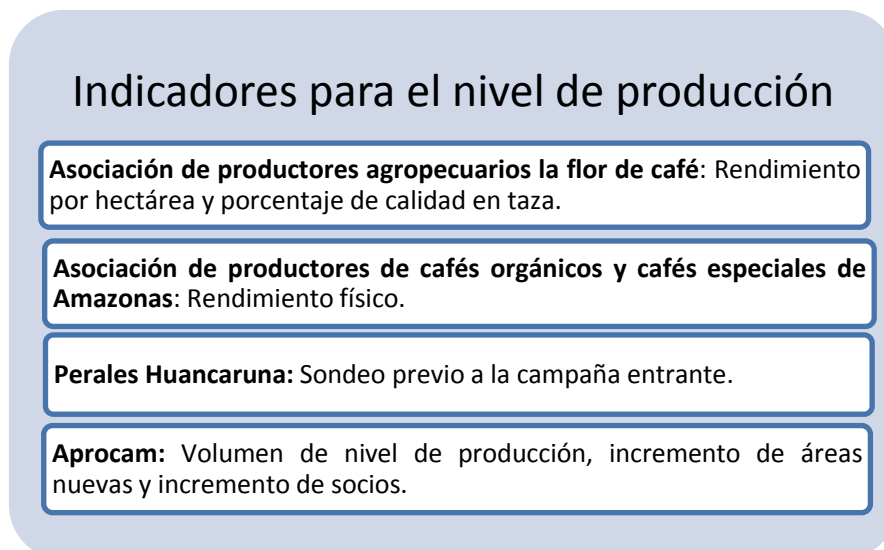 Indicadores para el nivel de producción
Asociación de productores agropecuarios la flor de café: Rendimiento
por hectárea y porcentaje de calidad en taza.
Asociación de productores de cafés orgánicos y cafés especiales de
Amazonas: Rendimiento físico.
Perales Huancaruna: Sondeo previo a la campaña entrante.
Aprocam: Volumen de nivel de producción, incremento de áreas
nuevas y incremento de socios.